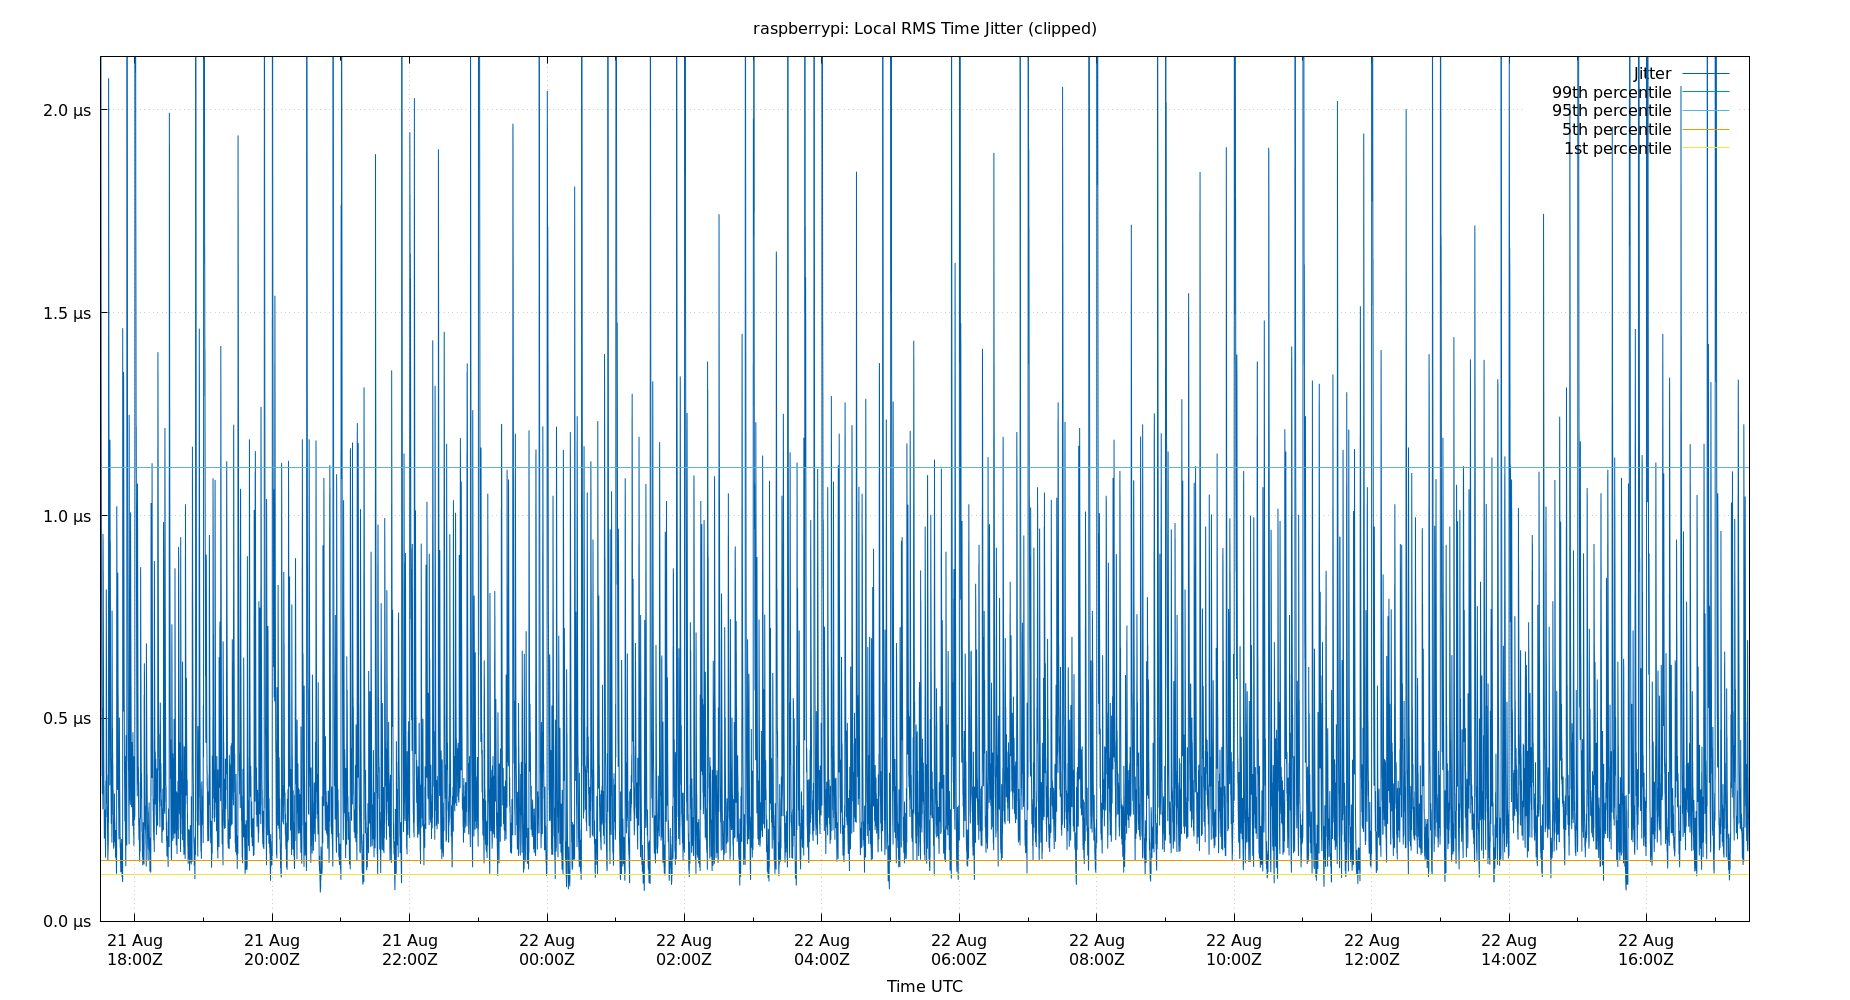 raspberrypi: Local RMS Time Jitter (clipped)
Jitter
99th percentile
95th percentile
5th percentile
1st percentile
2.0 µs
1.5 µs
1.0 µs
0.5 µs
0.0 µs
21 Aug 21 Aug 21 Aug 22 Aug 22 Aug 22 Aug 22 Aug 22 Aug 22 Aug 22 Aug 22 Aug 22 Aug
18:00Z 20:00Z 22:00Z 00:00Z 02:00Z 04:00Z 06:00Z 08:00Z 10:00Z 12:00Z 14:00Z 16:00Z
Time UTC